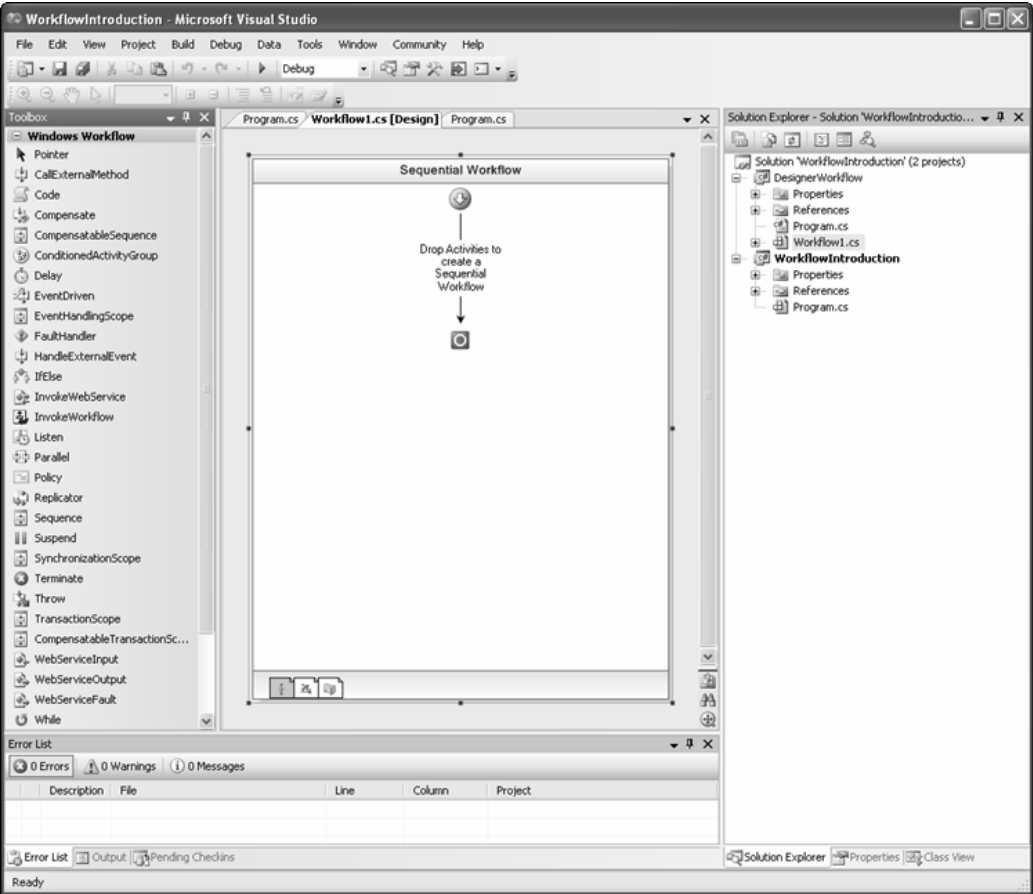 WorkflowIntroduction - Microsoft Visual Studio
File Edit View Project Build Debug Data Tools Window Community Help
Debug
Toolbox
Windows Workflow
Pointer
CallExternalMethod
Code
Compensate
CompensatableSequence
ConditionedActivityGroup
Delay
EventDriven
EventHandlingScope
FaultHandler
HandleExternalEvent
IfElse
InvokeWebService
InvokeWorkflow
Listen
Parallel
Policy
Replicator
Sequence
Suspend
SynchronizationScope
Terminate
Throw
TransactionScope
CompensatableTransactionSc...
WebServiceInput
WebServiceOutput
WebServiceFault
While
Program.cs Workflow1.cs [Design] Program.cs
Sequential Workflow
Drop Activities to
create a
Sequential
Workflow
Solution Explorer - Solution 'WorkflowIntroductio...
Solution 'WorkflowIntroduction' (2 projects)
DesignerWorkflow
Properties
References
Program.cs
Workflow1.cs
WorkflowIntroduction
Properties
References
Program.cs
Error List
0 Errors 0 Warnings 0 Messages
Description File Line Column Project
Error List Output Pending Checkins
Solution Explorer Properties Class View
Ready